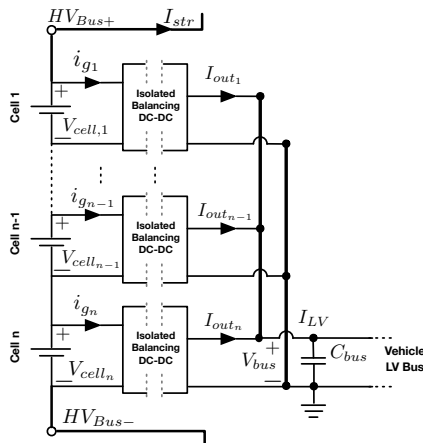 HV_{Bus+}
I_{str}
Cell 1
i_{g_1}
+
V_{cell,1}
−
Isolated
Balancing
DC-DC
I_{out_1}
Cell n-1
i_{g_{n-1}}
+
V_{cell_{n-1}}
−
Isolated
Balancing
DC-DC
I_{out_{n-1}}
Cell n
i_{g_n}
+
V_{cell_n}
−
Isolated
Balancing
DC-DC
I_{out_n}
I_{LV}
+
V_{bus}
−
C_{bus}
Vehicle
LV Bus
HV_{Bus−}